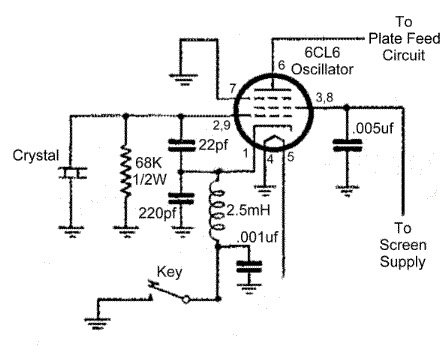 To
Plate Feed
Circuit
6CL6
Oscillator
6
7
3,8
2,9
1
4
5
.005uf
22pf
Crystal
68K
1/2W
220pf
2.5mH
.001uf
To
Screen
Supply
Key